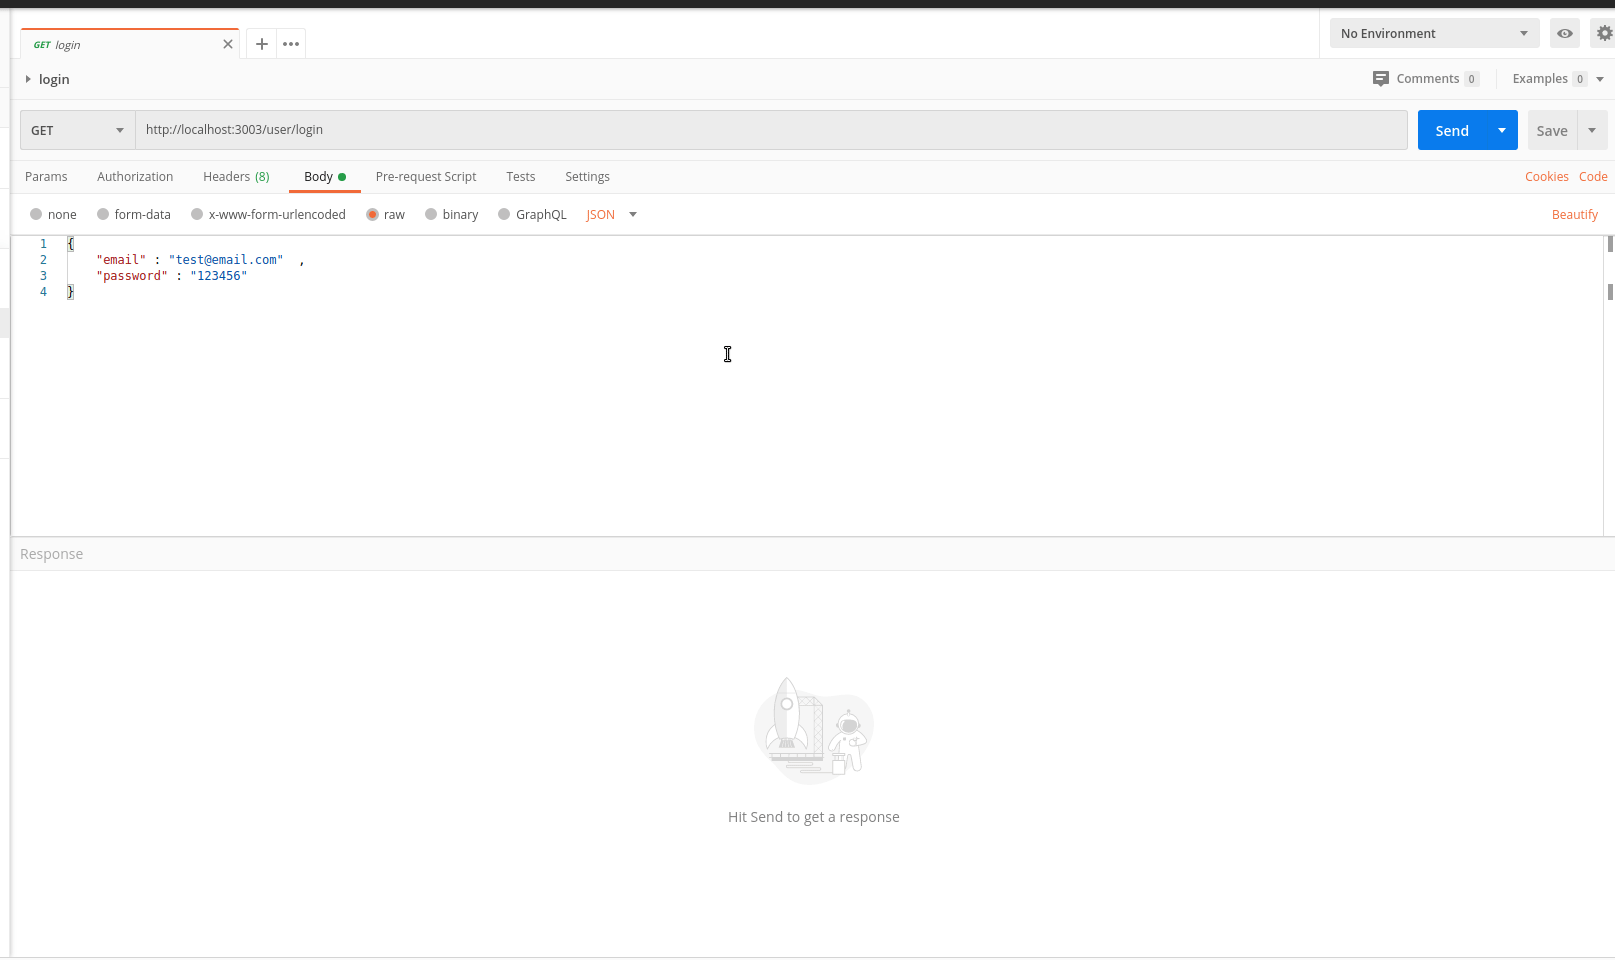 GET login
No Environment
login
Comments 0
Examples 0
GET
http://localhost:3003/user/login
Send
Save
Params Authorization Headers (8) Body Pre-request Script Tests Settings
Cookies Code
none form-data x-www-form-urlencoded raw binary GraphQL JSON
Beautify
1 {
2 "email" : "test@email.com"  ,
3 "password" : "123456"
4 }
Response
Hit Send to get a response